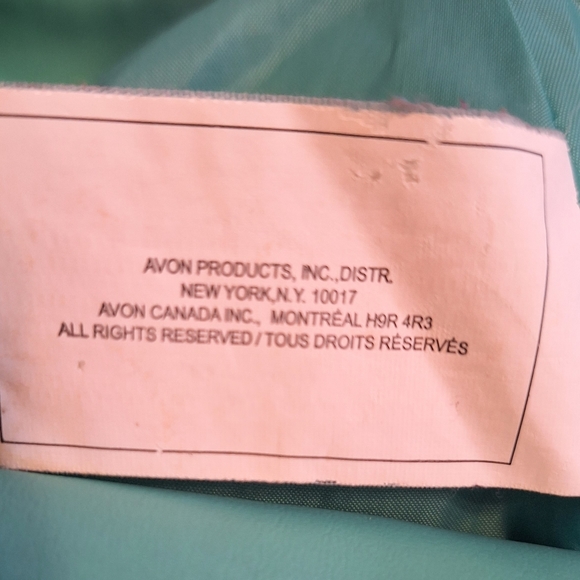 AVON PRODUCTS, INC.,DISTR.
NEW YORK,N.Y. 10017
AVON CANADA INC., MONTRÉAL H9R 4R3
ALL RIGHTS RESERVED / TOUS DROITS RÉSERVÉS